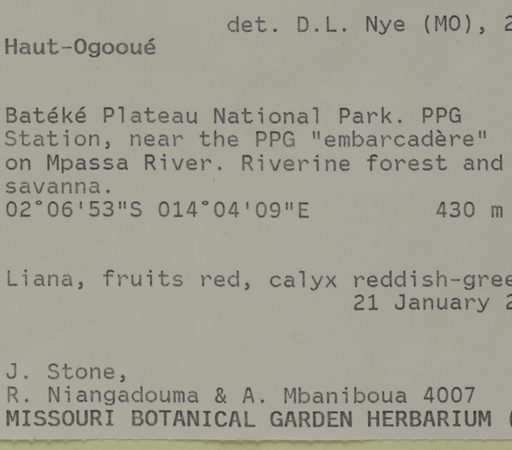 det. D.L. Nye (MO), 2
Haut-Ogooué
Batéké Plateau National Park. PPG
Station, near the PPG "embarcadère"
on Mpassa River. Riverine forest and
savanna.
02°06'53"S 014°04'09"E 430 m
Liana, fruits red, calyx reddish-gree
21 January 2
J. Stone,
R. Niangadouma & A. Mbaniboua 4007
MISSOURI BOTANICAL GARDEN HERBARIUM (